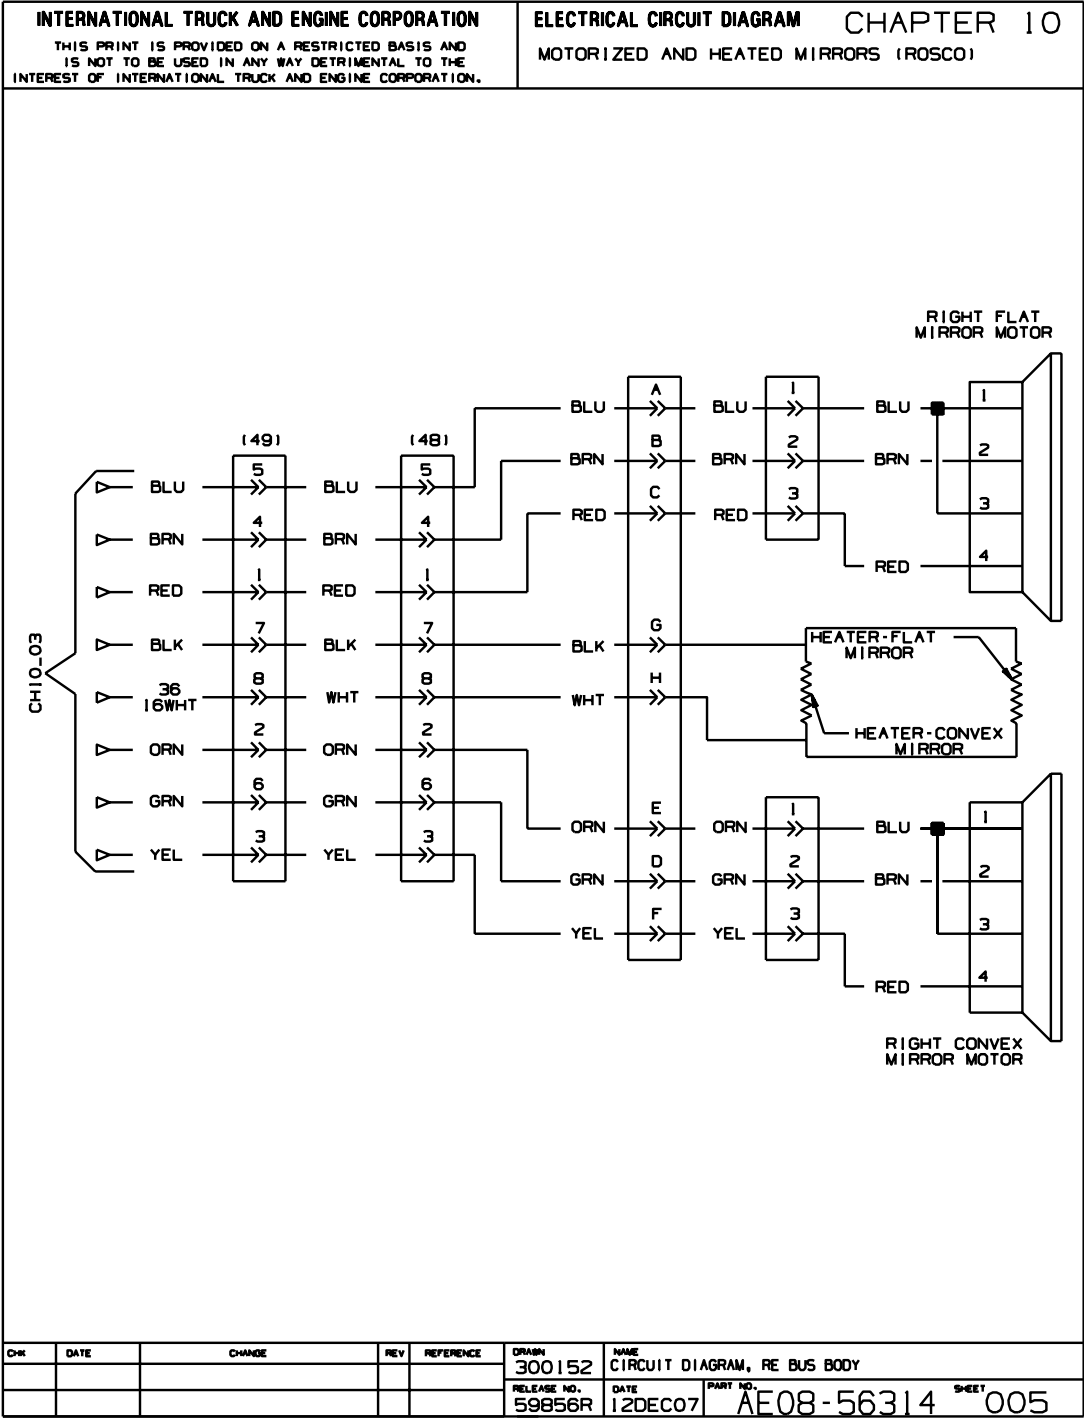 INTERNATIONAL TRUCK AND ENGINE CORPORATION
THIS PRINT IS PROVIDED ON A RESTRICTED BASIS AND
IS NOT TO BE USED IN ANY WAY DETRIMENTAL TO THE
INTEREST OF INTERNATIONAL TRUCK AND ENGINE CORPORATION.
ELECTRICAL CIRCUIT DIAGRAM CHAPTER 10
MOTORIZED AND HEATED MIRRORS (ROSCO)
RIGHT FLAT
MIRROR MOTOR
A 1
BLU BLU BLU 1
(49) (48)
B 2
BRN BRN BRN 2
5 5
BLU BLU
C 3
RED RED 3
4 4
BRN BRN
4
RED
1 1
RED RED
G
7 7
BLK BLK BLK
HEATER-FLAT
MIRROR
CH10_03
H
8 8
36
16WHT WHT WHT
HEATER-CONVEX
MIRROR
2 2
ORN ORN
6 6
GRN GRN
E 1
ORN ORN BLU 1
3 3
YEL YEL
D 2
GRN GRN BRN 2
F 3
YEL YEL 3
4
RED
RIGHT CONVEX
MIRROR MOTOR
CHK DATE CHANGE REV REFERENCE
DRAWN
300152
NAME
CIRCUIT DIAGRAM, RE BUS BODY
RELEASE NO.
59856R
DATE
12DEC07
PART NO.
AE08-56314
SHEET
005